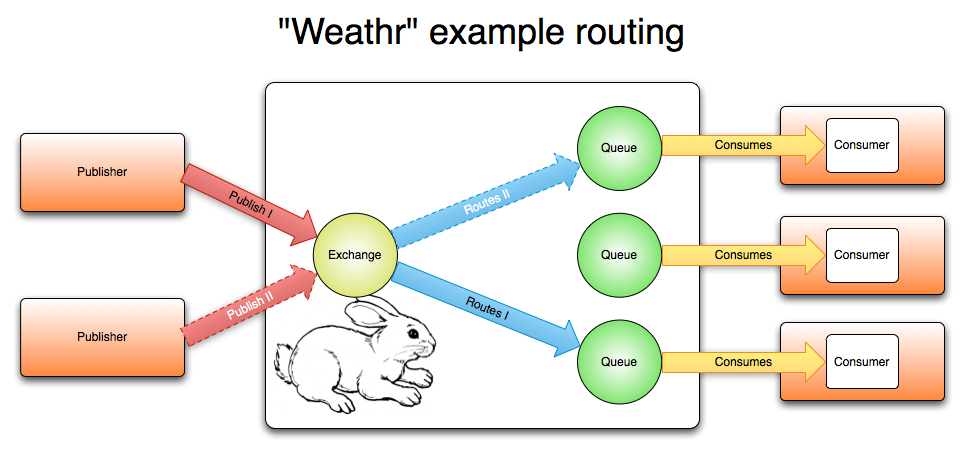 "Weathr" example routing
Publisher
Publisher
Publish I
Publish II
Exchange
Routes II
Routes I
Queue
Queue
Queue
Consumes
Consumes
Consumes
Consumer
Consumer
Consumer